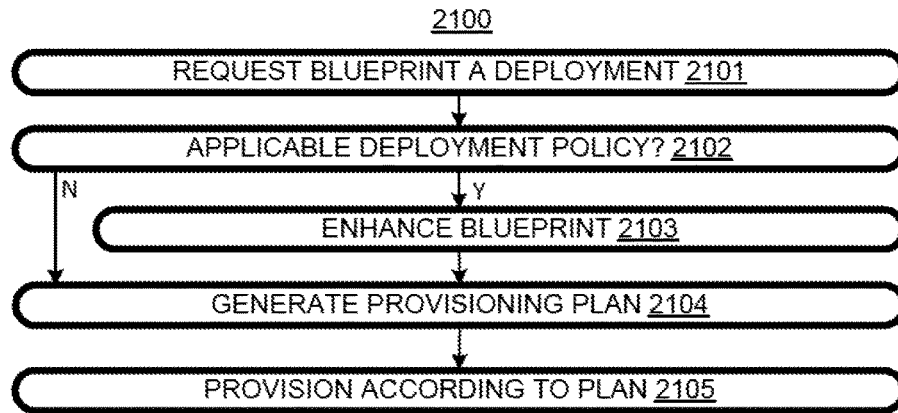 2100
REQUEST BLUEPRINT A DEPLOYMENT 2101
APPLICABLE DEPLOYMENT POLICY? 2102
N
Y
ENHANCE BLUEPRINT 2103
GENERATE PROVISIONING PLAN 2104
PROVISION ACCORDING TO PLAN 2105